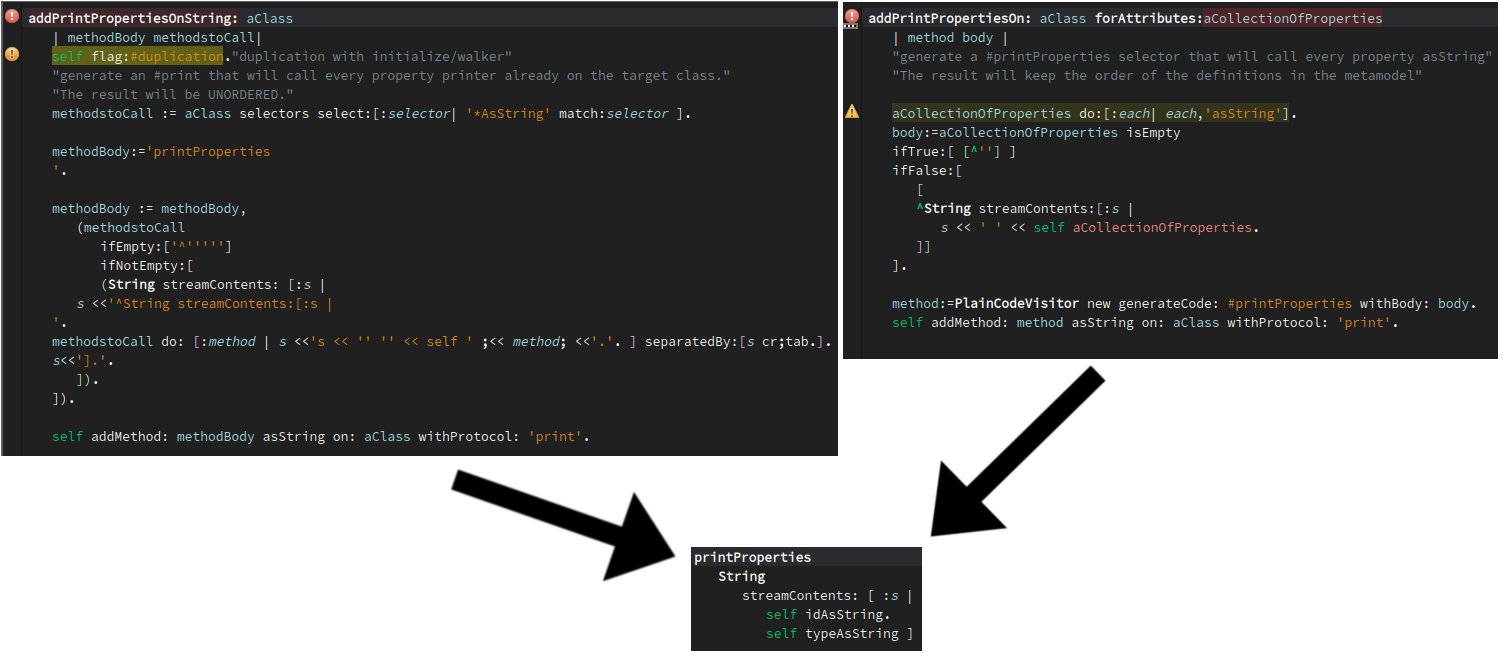 addPrintPropertiesOnString: aClass
| methodBody methodstoCall|
self flag:#duplication."duplication with initialize/walker"
"generate an #print that will call every property printer already on the target class."
"The result will be UNORDERED."
methodstoCall := aClass selectors select:[:selector| '*AsString' match:selector ].
methodBody:='printProperties
'.
methodBody := methodBody,
(methodstoCall
ifEmpty:['^''''']
ifNotEmpty:[
(String streamContents: [:s |
s <<'^String streamContents:[:s |
'.
methodstoCall do: [:method | s <<'s << '' '' << self ' ;<< method; <<'.'. ] separatedBy:[s cr;tab.].
s<<'].'.
]).
]).
self addMethod: methodBody asString on: aClass withProtocol: 'print'.
addPrintPropertiesOn: aClass forAttributes:aCollectionOfProperties
| method body |
"generate a #printProperties selector that will call every property asString"
"The result will keep the order of the definitions in the metamodel"
aCollectionOfProperties do:[:each| each,'asString'].
body:=aCollectionOfProperties isEmpty
ifTrue:[ [^''] ]
ifFalse:[
[
^String streamContents:[:s |
s << ' ' << self aCollectionOfProperties.
]]
].
method:=PlainCodeVisitor new generateCode: #printProperties withBody: body.
self addMethod: method asString on: aClass withProtocol: 'print'.
printProperties
String
streamContents: [ :s |
self idAsString.
self typeAsString ]